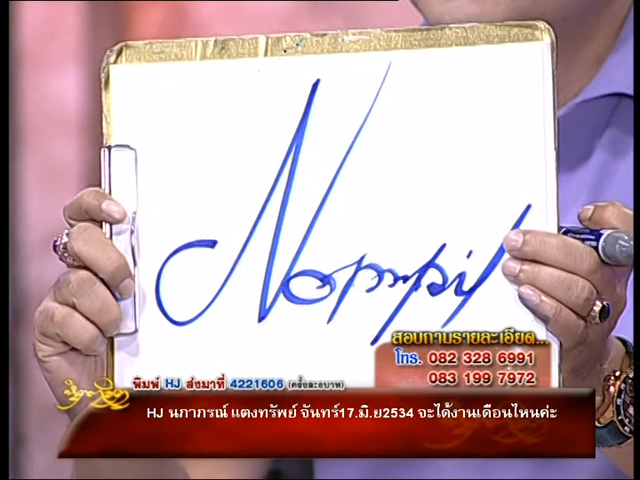 สอบถามรายละเอียด...
โทร. 082 328 6991
083 199 7972
พิมพ์ HJ ส่งมาที่ 4221606 (ครั้งละ๑บาท)
HJ นภาภรณ์ แตงทรัพย์ จันทร์17.มิ.ย2534 จะได้งานเดือนไหนค่ะ